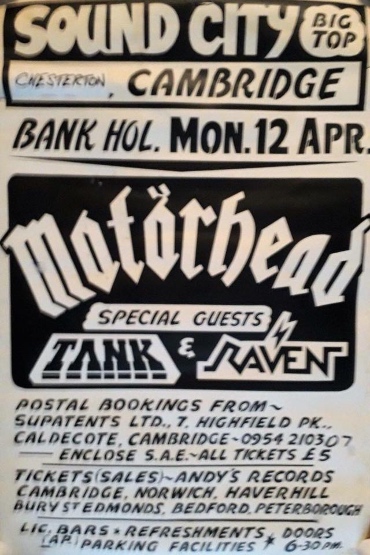 SOUND CITY BIG TOP
CHESTERTON, CAMBRIDGE
BANK HOL. MON. 12 APR.
Motörhead
SPECIAL GUESTS
TANK & RAVEN
POSTAL BOOKINGS FROM~
SUPATENTS LTD., 7. HIGHFIELD PK.,
CALDECOTE, CAMBRIDGE~0954 210307
ENCLOSE S.A.E.~ALL TICKETS £5
TICKETS (SALES)~ANDY'S RECORDS
CAMBRIDGE, NORWICH, HAVERHILL
BURY ST EDMONDS, BEDFORD, PETERBOROUGH
LIC. BARS * REFRESHMENTS * DOORS
(AP.) PARKING FACILITIES 6-30 PM.